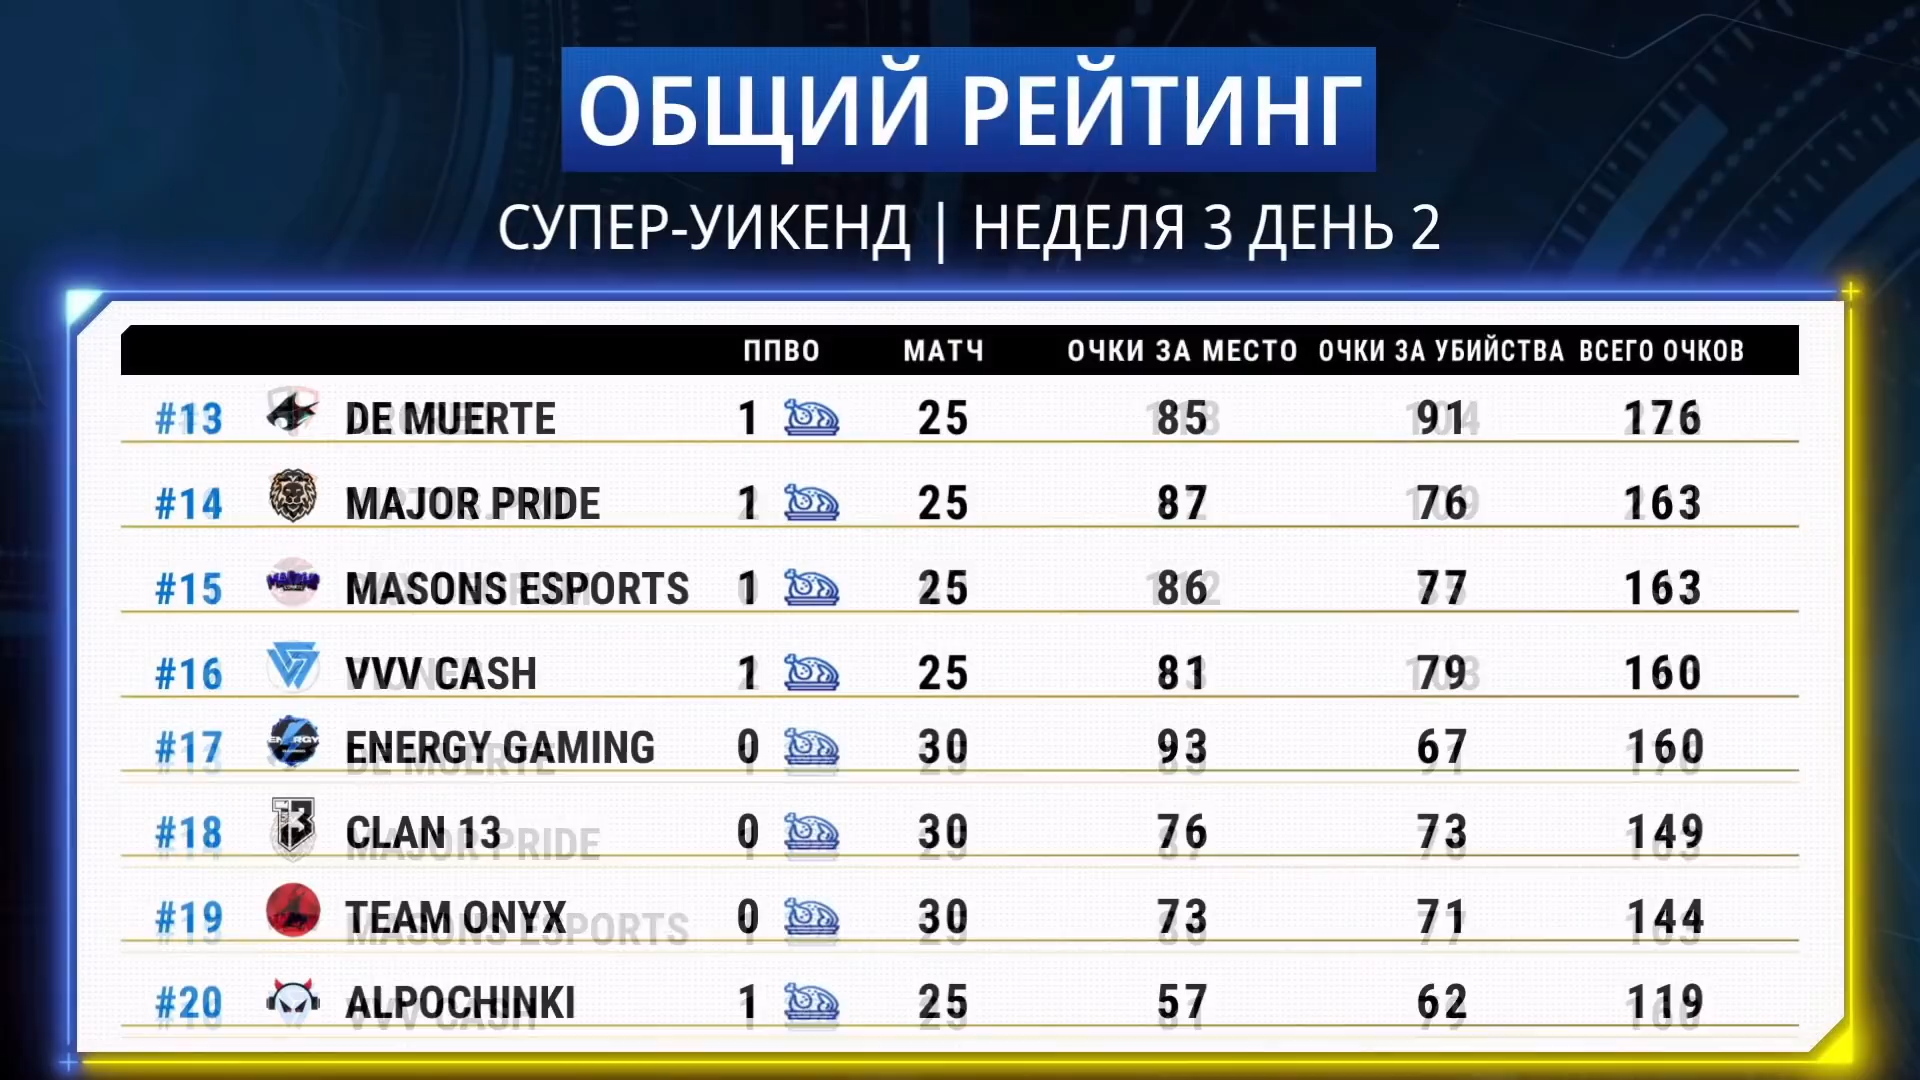 ОБЩИЙ РЕЙТИНГ
СУПЕР-УИКЕНД | НЕДЕЛЯ 3 ДЕНЬ 2
ППВО МАТЧ ОЧКИ ЗА МЕСТО ОЧКИ ЗА УБИЙСТВА ВСЕГО ОЧКОВ
#13 DE MUERTE 1 25 85 91 176
#14 MAJOR PRIDE 1 25 87 76 163
#15 MASONS ESPORTS 1 25 86 77 163
#16 VVV CASH 1 25 81 79 160
#17 ENERGY GAMING 0 30 93 67 160
#18 CLAN 13 0 30 76 73 149
#19 TEAM ONYX 0 30 73 71 144
#20 ALPOCHINKI 1 25 57 62 119